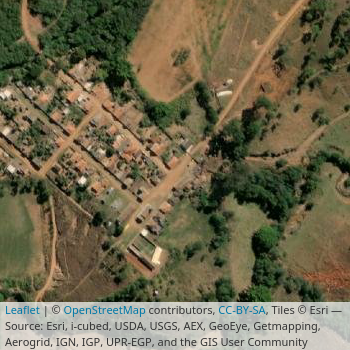 Leaflet | © OpenStreetMap contributors, CC-BY-SA, Tiles © Esri —
Source: Esri, i-cubed, USDA, USGS, AEX, GeoEye, Getmapping,
Aerogrid, IGN, IGP, UPR-EGP, and the GIS User Community